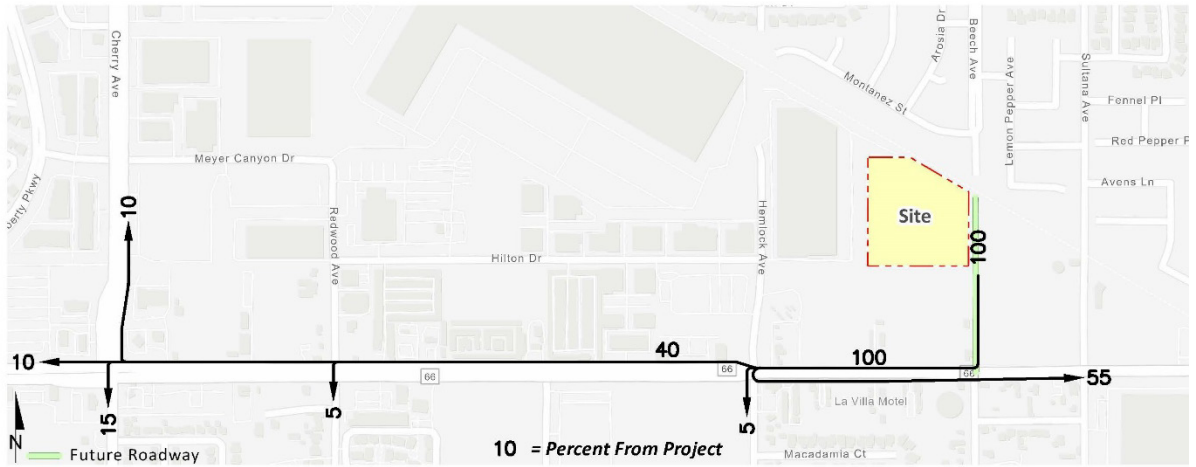 Cherry Ave
Arosia Dr
Beech Ave
Sultana Ave
Montanez St
Lemon Pepper Ave
Fennel Pl
Red Pepper P
Meyer Canyon Dr
Avens Ln
berty Pkwy
Redwood Ave
Hemlock Ave
Site
10
100
Hilton Dr
10
40
100
66
66
66
55
La Villa Motel
15
5
5
N
Future Roadway
10 = Percent From Project
Macadamia Ct